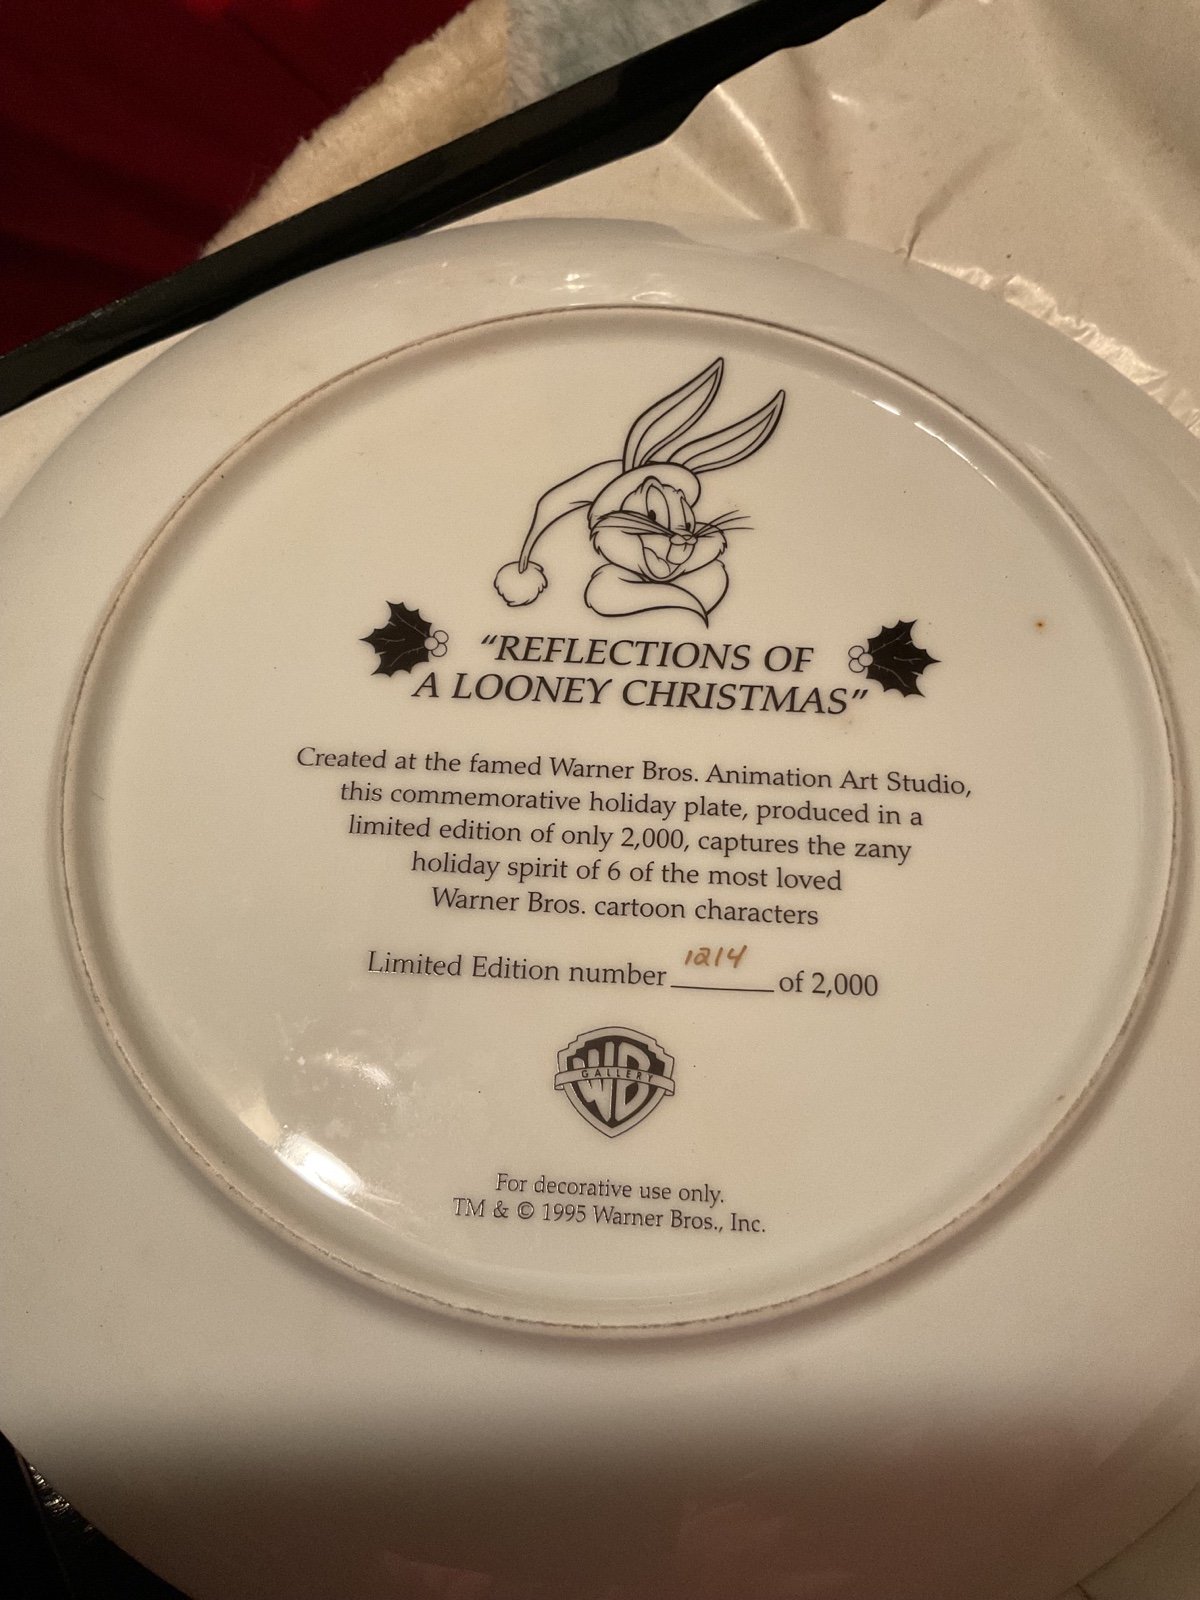 “REFLECTIONS OF
A LOONEY CHRISTMAS”
Created at the famed Warner Bros. Animation Art Studio,
this commemorative holiday plate, produced in a
limited edition of only 2,000, captures the zany
holiday spirit of 6 of the most loved
Warner Bros. cartoon characters
Limited Edition number 1214 of 2,000
WB
GALLERY
For decorative use only.
TM & © 1995 Warner Bros., Inc.